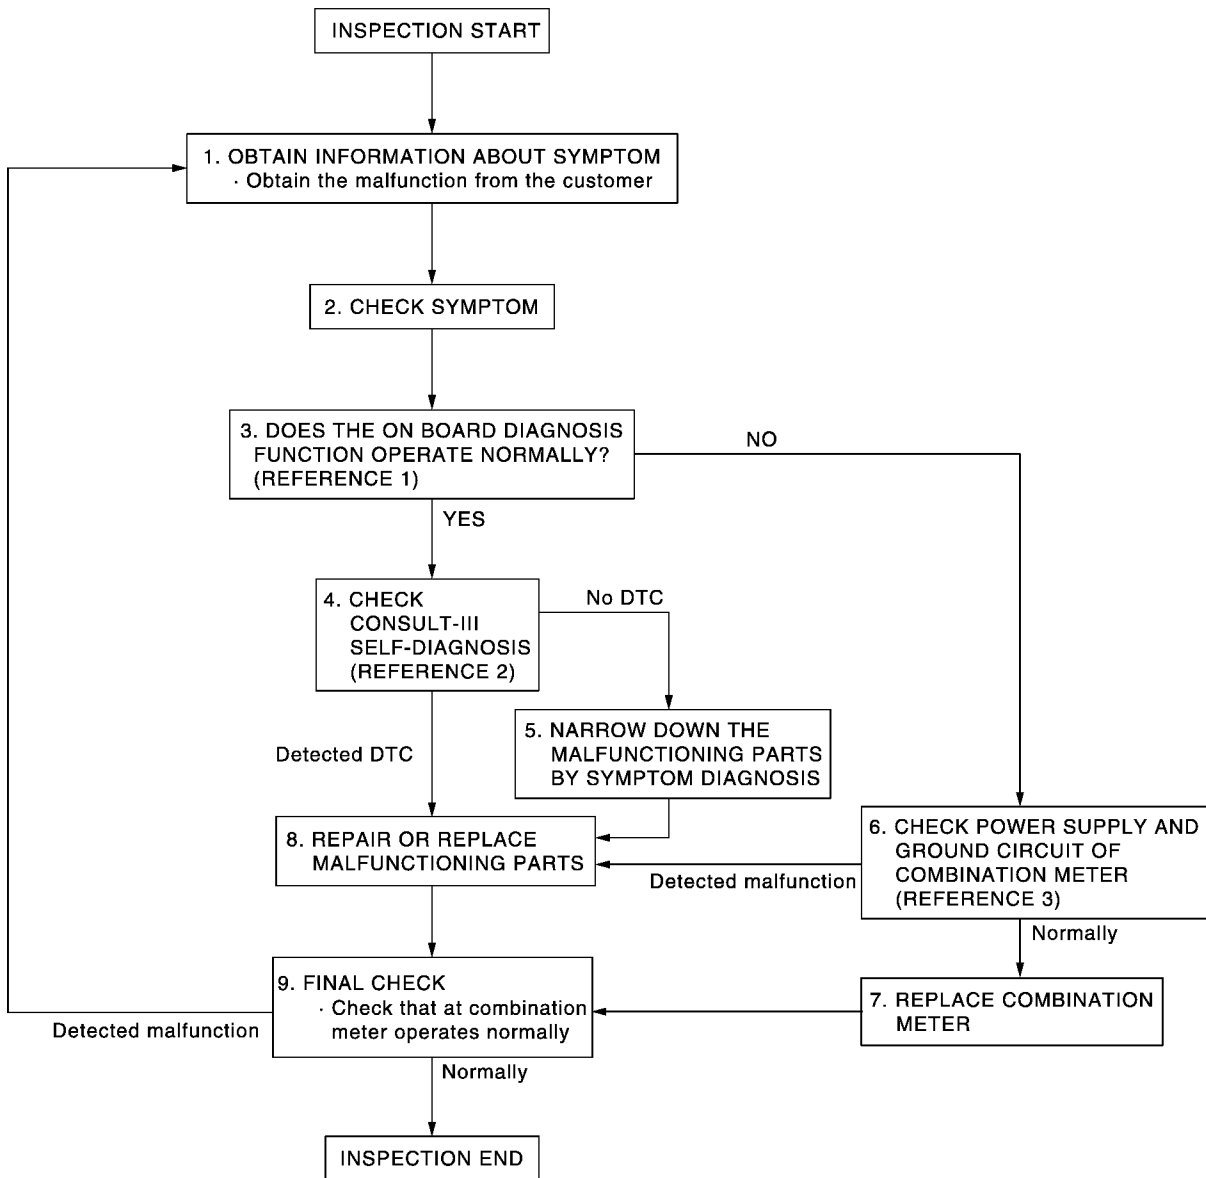 INSPECTION START
1. OBTAIN INFORMATION ABOUT SYMPTOM
· Obtain the malfunction from the customer
2. CHECK SYMPTOM
3. DOES THE ON BOARD DIAGNOSIS
FUNCTION OPERATE NORMALLY?
(REFERENCE 1)
NO
YES
4. CHECK
CONSULT-III
SELF-DIAGNOSIS
(REFERENCE 2)
No DTC
5. NARROW DOWN THE
MALFUNCTIONING PARTS
BY SYMPTOM DIAGNOSIS
Detected DTC
8. REPAIR OR REPLACE
MALFUNCTIONING PARTS
6. CHECK POWER SUPPLY AND
GROUND CIRCUIT OF
COMBINATION METER
(REFERENCE 3)
Detected malfunction
Normally
9. FINAL CHECK
· Check that at combination
meter operates normally
7. REPLACE COMBINATION
METER
Detected malfunction
Normally
INSPECTION END